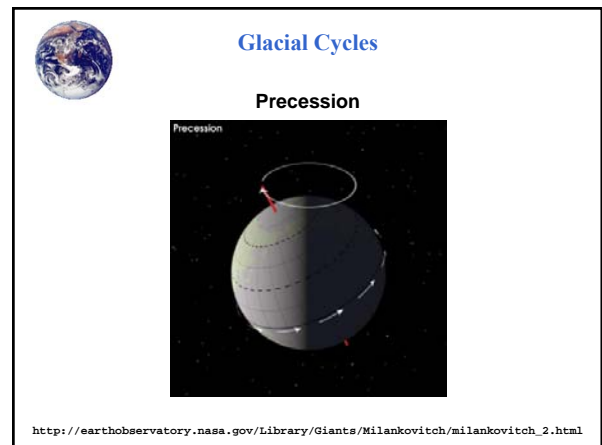 Glacial Cycles
Precession
Precession
http://earthobservatory.nasa.gov/Library/Giants/Milankovitch/milankovitch_2.html